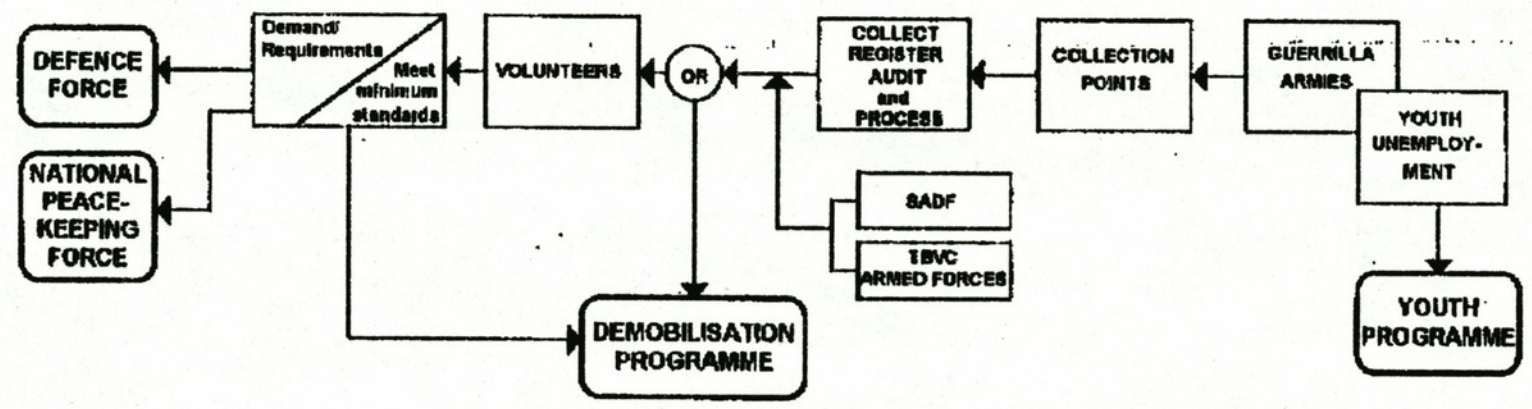 DEFENCE
FORCE
NATIONAL
PEACE-
KEEPING
FORCE
Demand/
Requirements
Meet
minimum
standards
VOLUNTEERS
OR
DEMOBILISATION
PROGRAMME
COLLECT
REGISTER
AUDIT
and
PROCESS
SADF
TBVC
ARMED FORCES
COLLECTION
POINTS
GUERRILLA
ARMIES
YOUTH
UNEMPLOY-
MENT
YOUTH
PROGRAMME